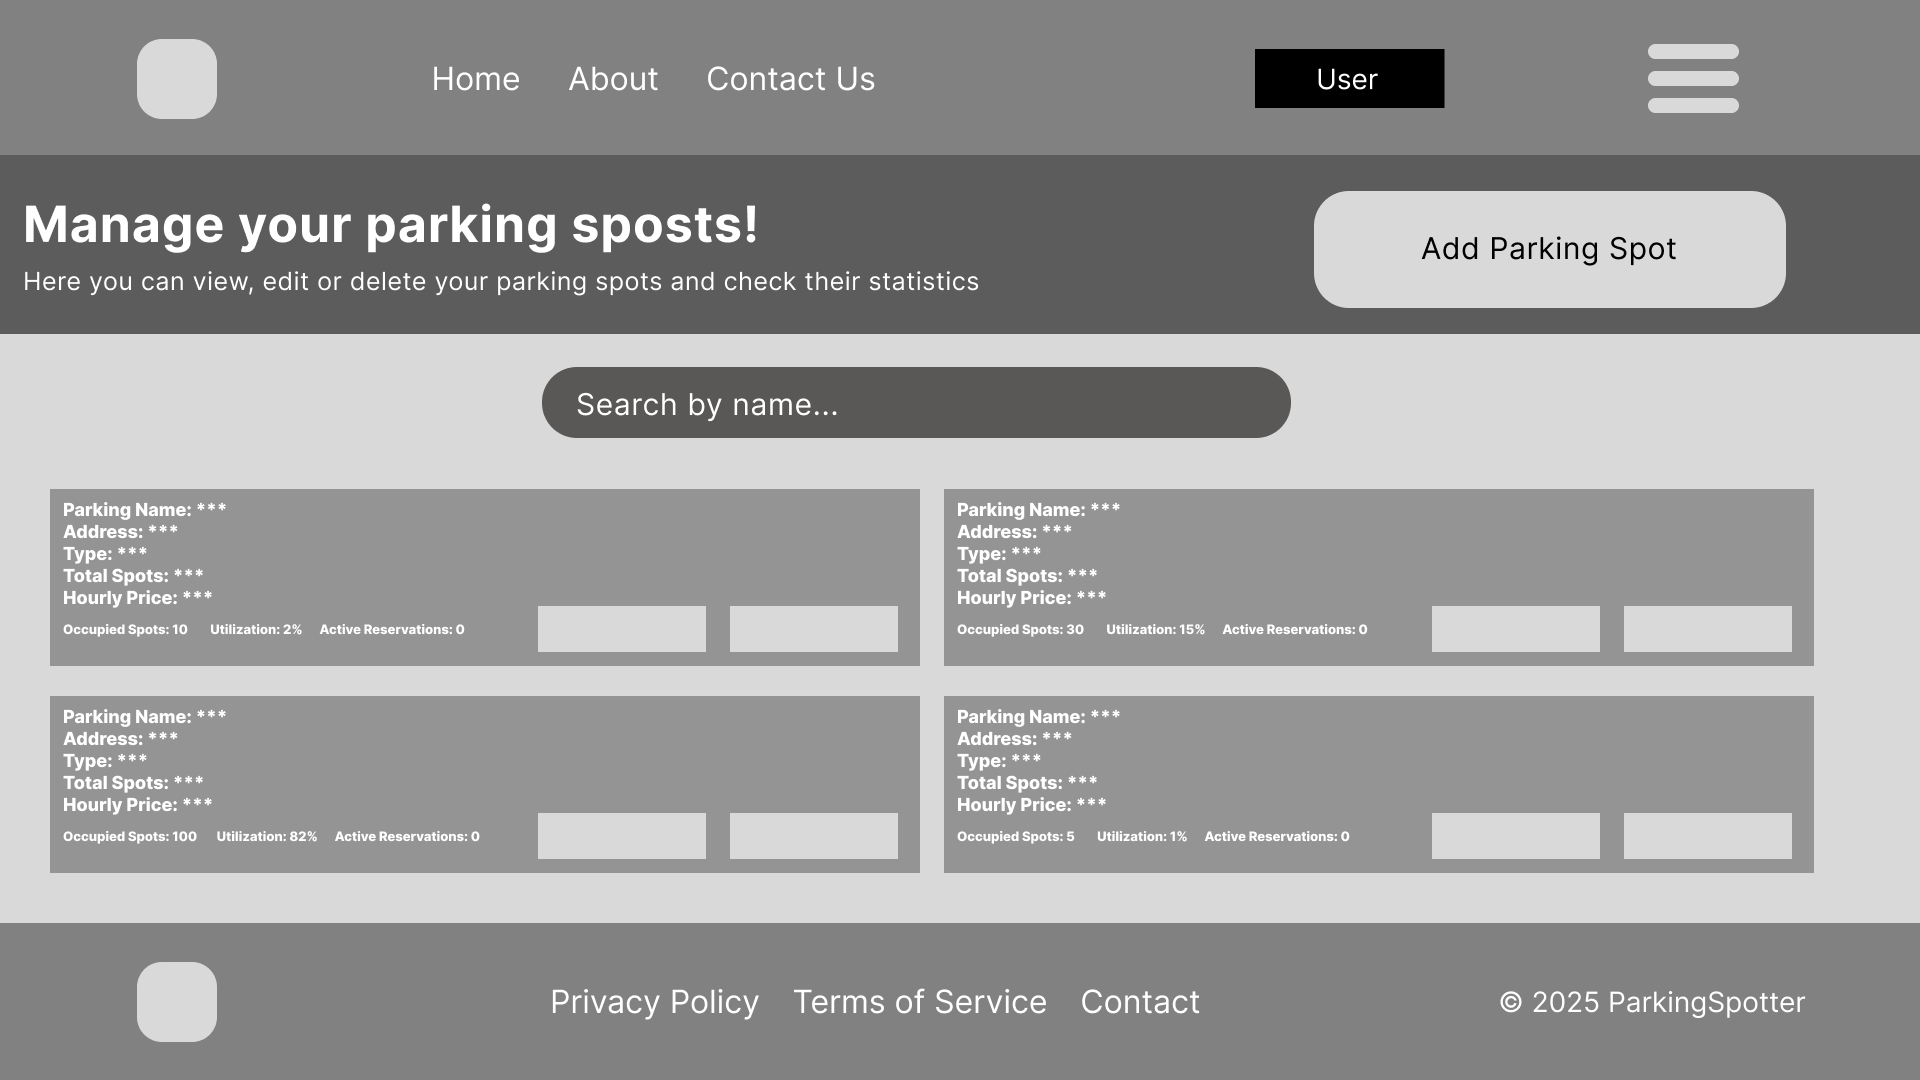 Home About Contact Us User
Manage your parking sposts!
Here you can view, edit or delete your parking spots and check their statistics
Add Parking Spot
Search by name...
Parking Name: ***
Address: ***
Type: ***
Total Spots: ***
Hourly Price: ***
Occupied Spots: 10 Utilization: 2% Active Reservations: 0
Parking Name: ***
Address: ***
Type: ***
Total Spots: ***
Hourly Price: ***
Occupied Spots: 30 Utilization: 15% Active Reservations: 0
Parking Name: ***
Address: ***
Type: ***
Total Spots: ***
Hourly Price: ***
Occupied Spots: 100 Utilization: 82% Active Reservations: 0
Parking Name: ***
Address: ***
Type: ***
Total Spots: ***
Hourly Price: ***
Occupied Spots: 5 Utilization: 1% Active Reservations: 0
Privacy Policy Terms of Service Contact © 2025 ParkingSpotter